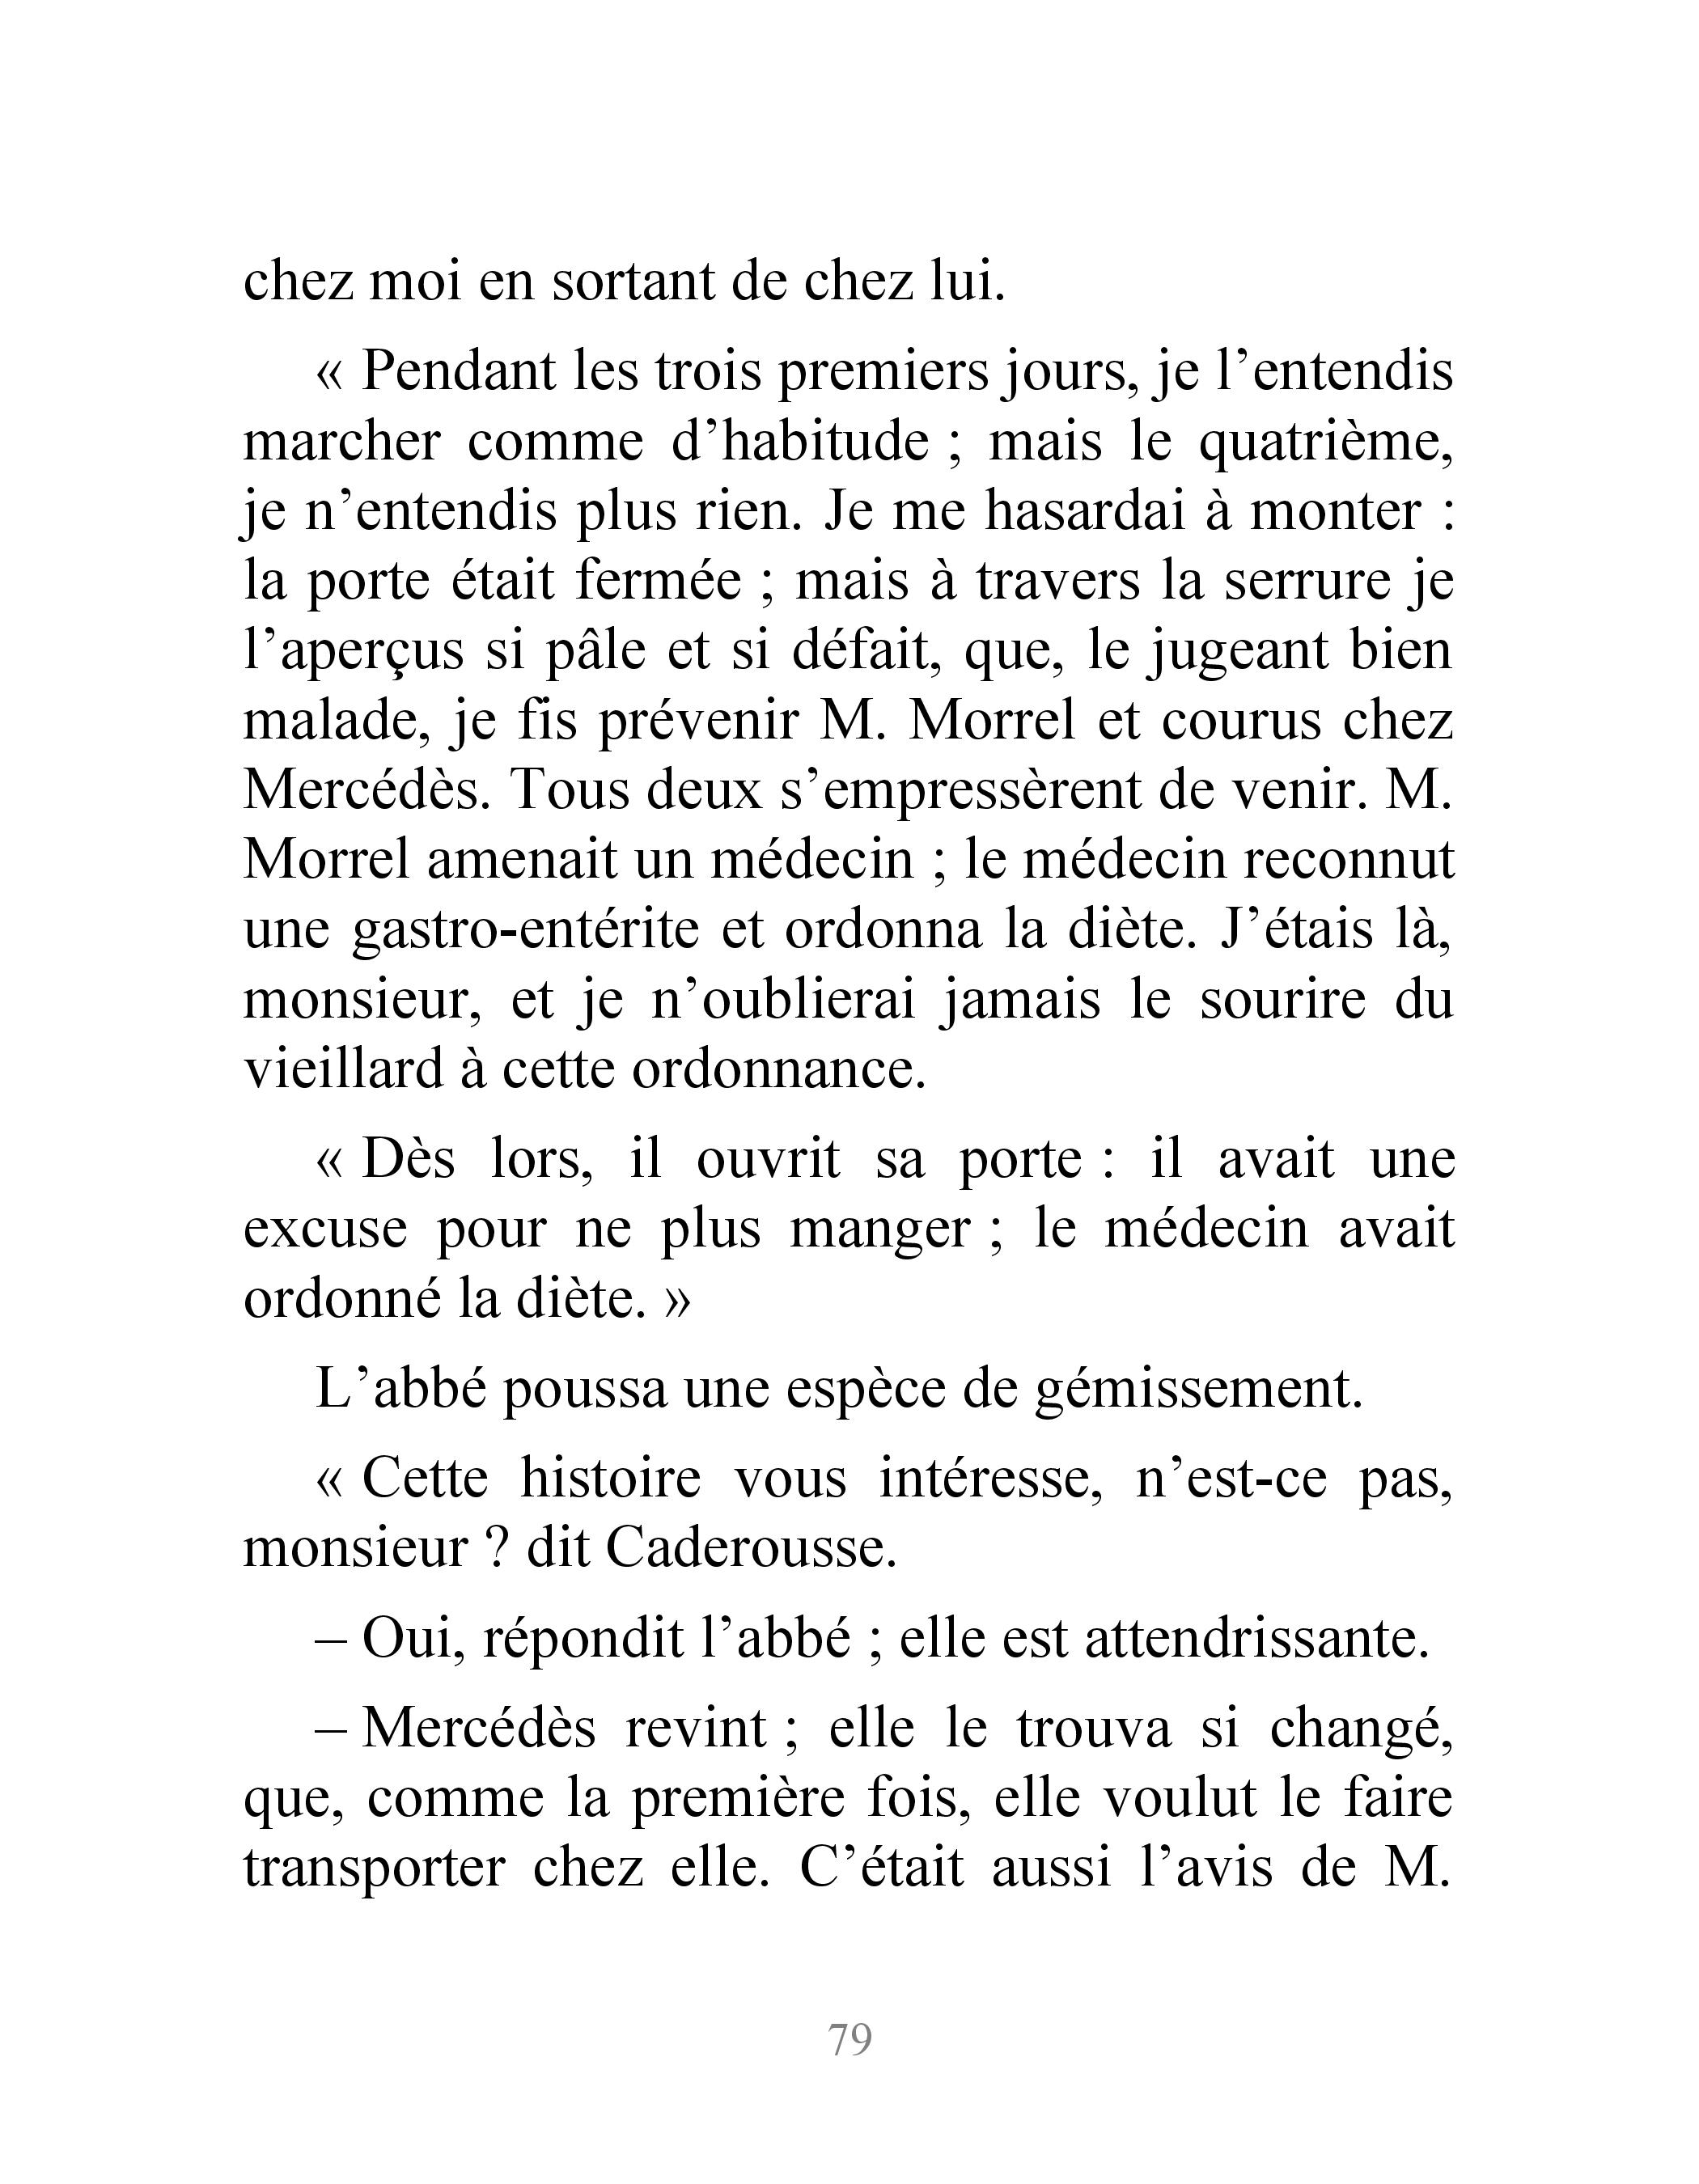 chez moi en sortant de chez lui.
« Pendant les trois premiers jours, je l’entendis
marcher comme d’habitude ; mais le quatrième,
je n’entendis plus rien. Je me hasardai à monter :
la porte était fermée ; mais à travers la serrure je
l’aperçus si pâle et si défait, que, le jugeant bien
malade, je fis prévenir M. Morrel et courus chez
Mercédès. Tous deux s’empressèrent de venir. M.
Morrel amenait un médecin ; le médecin reconnut
une gastro-entérite et ordonna la diète. J’étais là,
monsieur, et je n’oublierai jamais le sourire du
vieillard à cette ordonnance.
« Dès lors, il ouvrit sa porte : il avait une
excuse pour ne plus manger ; le médecin avait
ordonné la diète. »
L’abbé poussa une espèce de gémissement.
« Cette histoire vous intéresse, n’est-ce pas,
monsieur ? dit Caderousse.
– Oui, répondit l’abbé ; elle est attendrissante.
– Mercédès revint ; elle le trouva si changé,
que, comme la première fois, elle voulut le faire
transporter chez elle. C’était aussi l’avis de M.
79